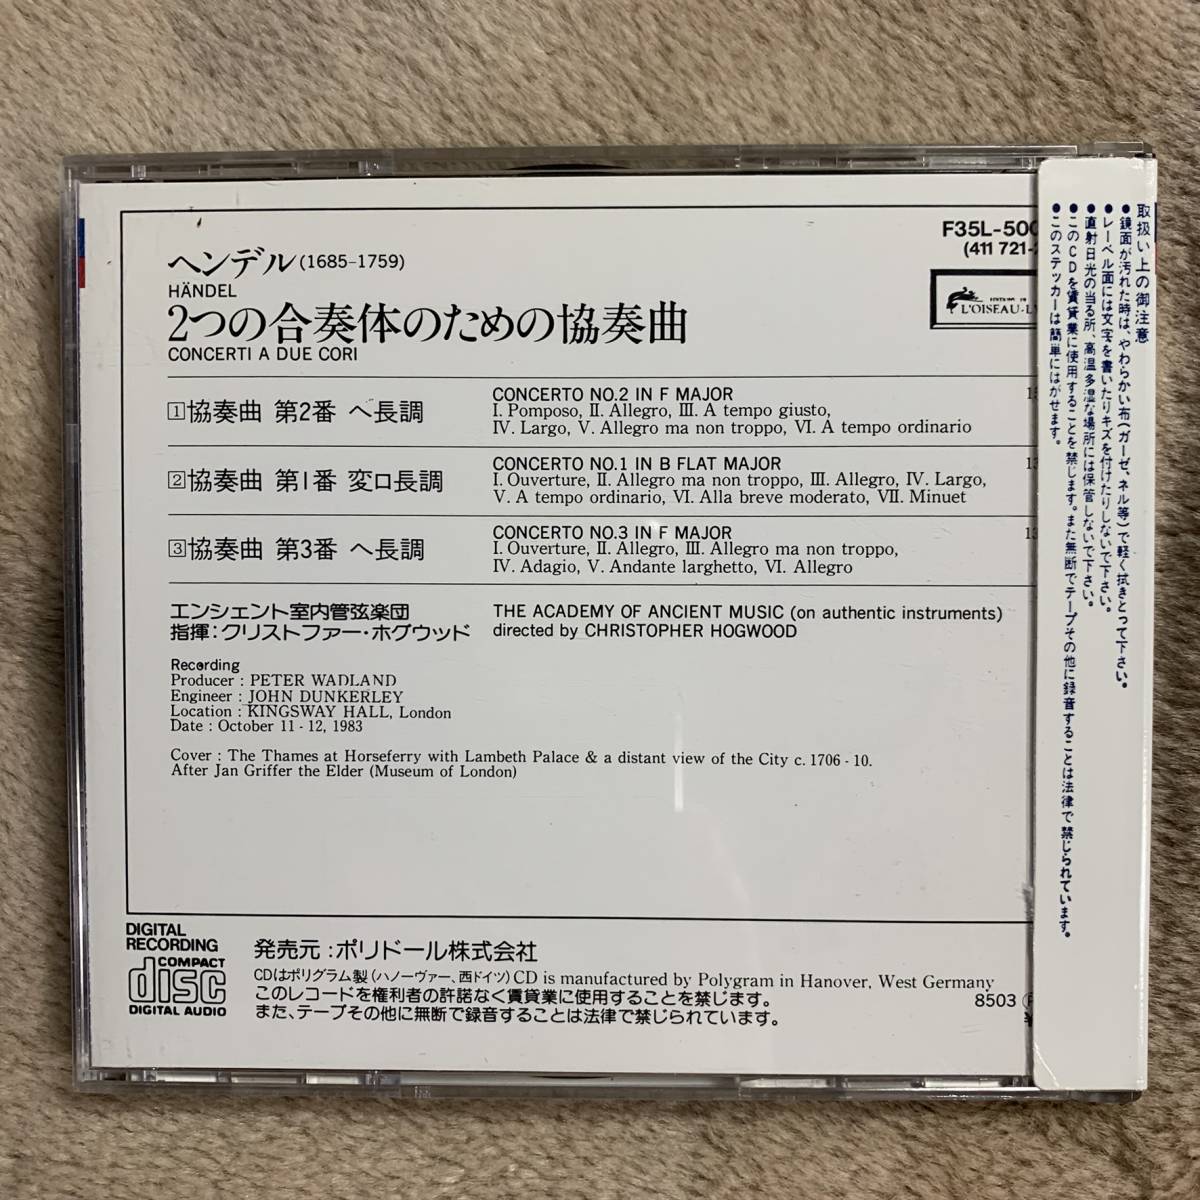 ヘンデル(1685-1759)
HÄNDEL
2つの合奏体のための協奏曲
CONCERTI A DUE CORI
F35L-500
(411 721-
L'OISEAU-L
1 協奏曲 第2番 ヘ長調
CONCERTO NO.2 IN F MAJOR
I. Pomposo, II. Allegro, III. A tempo giusto,
IV. Largo, V. Allegro ma non troppo, VI. A tempo ordinario
2 協奏曲 第1番 変ロ長調
CONCERTO NO.1 IN B FLAT MAJOR
I. Ouverture, II. Allegro ma non troppo, III. Allegro, IV. Largo,
V. A tempo ordinario, VI. Alla breve moderato, VII. Minuet
13
3 協奏曲 第3番 ヘ長調
CONCERTO NO.3 IN F MAJOR
I. Ouverture, II. Allegro, III. Allegro ma non troppo,
IV. Adagio, V. Andante larghetto, VI. Allegro
13
エンシェント室内管弦楽団
指揮:クリストファー・ホグウッド
THE ACADEMY OF ANCIENT MUSIC (on authentic instruments)
directed by CHRISTOPHER HOGWOOD
Recording
Producer : PETER WADLAND
Engineer : JOHN DUNKERLEY
Location : KINGSWAY HALL, London
Date : October 11 - 12, 1983
Cover : The Thames at Horseferry with Lambeth Palace & a distant view of the City c. 1706 - 10.
After Jan Griffer the Elder (Museum of London)
DIGITAL
RECORDING
COMPACT
disc
DIGITAL AUDIO
発売元:ポリドール株式会社
CDはポリグラム製(ハノーヴァー、西ドイツ) CD is manufactured by Polygram in Hanover, West Germany
このレコードを権利者の許諾なく賃貸業に使用することを禁じます。
また、テープその他に無断で録音することは法律で禁じられています。
8503
取扱い上の御注意
●鏡面が汚れた時は、やわらかい布(ガーゼ、ネル等)で軽く拭きとって下さい。
●レーベル面には文字を書いたりキズを付けたりしないで下さい。
●直射日光の当る所、高温多湿な場所には保管しないで下さい。
●このCDを賃貸業に使用することを禁じます。また無断でテープその他に録音することは法律で禁じられています。
●このステッカーは簡単にはがせます。